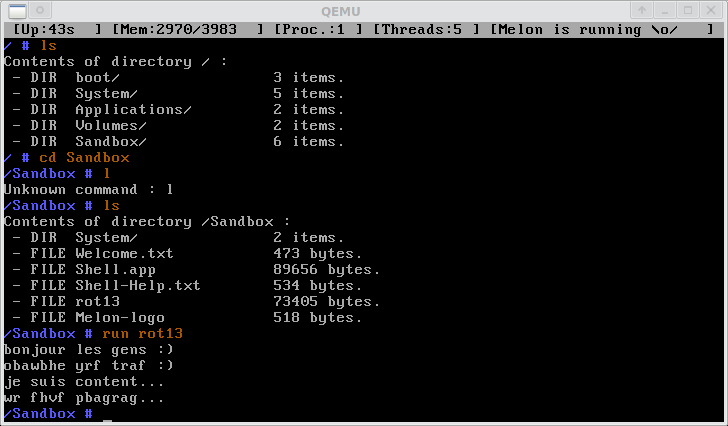 QEMU
[Up:43s ] [Mem:2970/3983 ] [Proc.:1 ] [Threads:5 ] [Melon is running \o/ ]
/ # ls
Contents of directory / :
- DIR boot/ 3 items.
- DIR System/ 5 items.
- DIR Applications/ 2 items.
- DIR Volumes/ 2 items.
- DIR Sandbox/ 6 items.
/ # cd Sandbox
/Sandbox # l
Unknown command : l
/Sandbox # ls
Contents of directory /Sandbox :
- DIR System/ 2 items.
- FILE Welcome.txt 473 bytes.
- FILE Shell.app 89656 bytes.
- FILE Shell-Help.txt 534 bytes.
- FILE rot13 73405 bytes.
- FILE Melon-logo 518 bytes.
/Sandbox # run rot13
bonjour les gens :)
obawbhe yrf traf :)
je suis content...
wr fhvf pbagrag...
/Sandbox # _